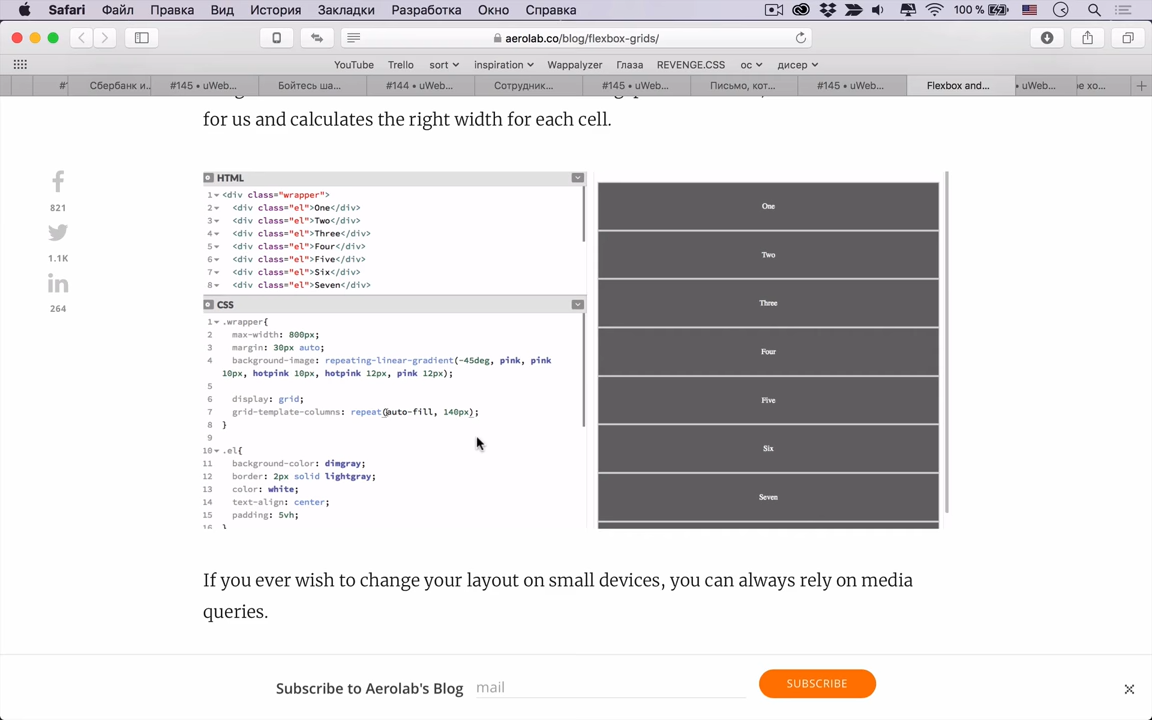 Safari Файл Правка Вид История Закладки Разработка Окно Справка 100 %
aerolab.co/blog/flexbox-grids/
YouTube Trello sort inspiration Wappalyzer Глаза REVENGE.CSS ос дисер
Сбербанк и... #145 • uWeb... Бойтесь ша... #144 • uWeb... Сотрудник... #145 • uWeb... Письмо, кот... #145 • uWeb... Flexbox and... • uWeb...
for us and calculates the right width for each cell.
821
1.1K
264
HTML
1 <div class="wrapper">
2 <div class="el">One</div>
3 <div class="el">Two</div>
4 <div class="el">Three</div>
5 <div class="el">Four</div>
6 <div class="el">Five</div>
7 <div class="el">Six</div>
8 <div class="el">Seven</div>
CSS
1 .wrapper{
2 max-width: 800px;
3 margin: 30px auto;
4 background-image: repeating-linear-gradient(-45deg, pink, pink
10px, hotpink 10px, hotpink 12px, pink 12px);
5
6 display: grid;
7 grid-template-columns: repeat(auto-fill, 140px);
8 }
9
10 .el{
11 background-color: dimgray;
12 border: 2px solid lightgray;
13 color: white;
14 text-align: center;
15 padding: 5vh;
16 }
One
Two
Three
Four
Five
Six
Seven
If you ever wish to change your layout on small devices, you can always rely on media
queries.
Subscribe to Aerolab's Blog mail SUBSCRIBE